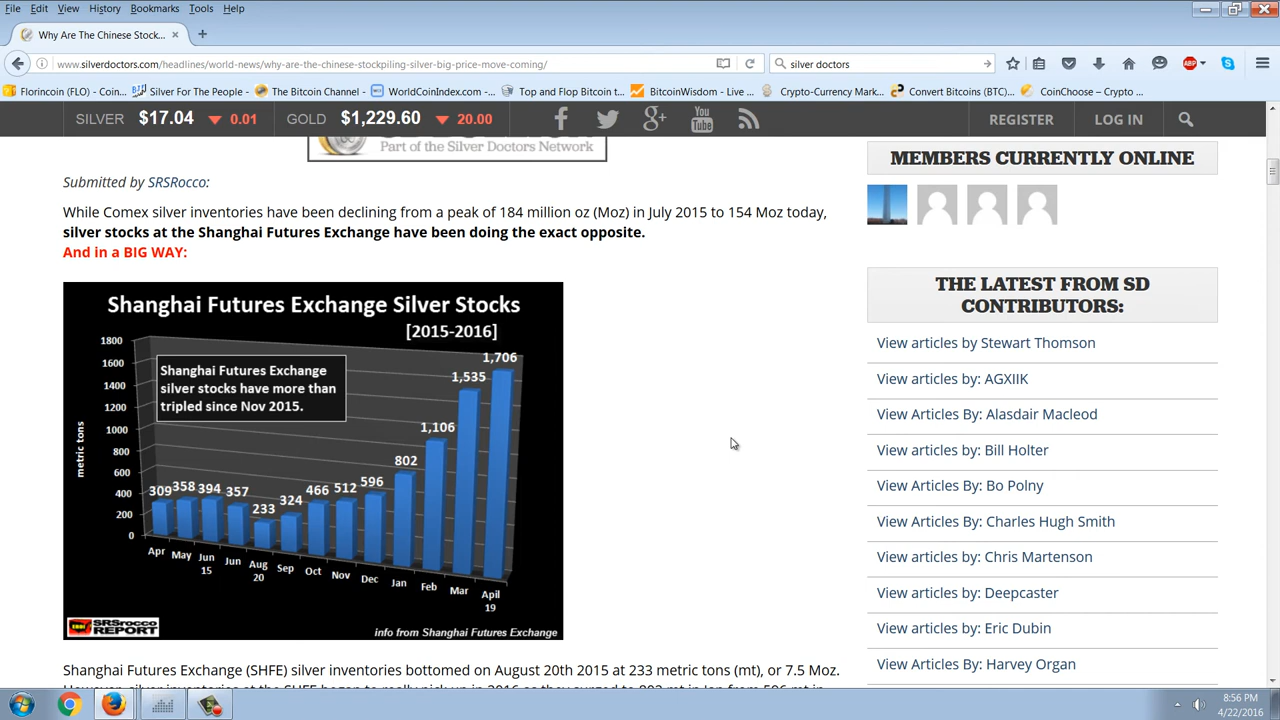 File Edit View History Bookmarks Tools Help
Why Are The Chinese Stock...
www.silverdoctors.com/headlines/world-news/why-are-the-chinese-stockpiling-silver-big-price-move-coming/
silver doctors
Florincoin (FLO) - Coin...
Silver For The People -
The Bitcoin Channel -
WorldCoinIndex.com -...
Top and Flop Bitcoin t...
BitcoinWisdom - Live ...
Crypto-Currency Mark...
Convert Bitcoins (BTC)...
CoinChoose – Crypto ...
SILVER $17.04 0.01 GOLD $1,229.60 20.00
REGISTER LOG IN
Part of the Silver Doctors Network
Submitted by SRSRocco:
While Comex silver inventories have been declining from a peak of 184 million oz (Moz) in July 2015 to 154 Moz today,
silver stocks at the Shanghai Futures Exchange have been doing the exact opposite.
And in a BIG WAY:
Shanghai Futures Exchange Silver Stocks
[2015-2016]
Shanghai Futures Exchange
silver stocks have more than
tripled since Nov 2015.
metric tons
1800
1600
1400
1200
1000
800
600
400
200
0
309 358 394 357 233 324 466 512 596 802 1,106 1,535 1,706
Apr May Jun 15 Jun Aug 20 Sep Oct Nov Dec Jan Feb Mar Apil 19
SRSrocco
REPORT
info from Shanghai Futures Exchange
Shanghai Futures Exchange (SHFE) silver inventories bottomed on August 20th 2015 at 233 metric tons (mt), or 7.5 Moz.
MEMBERS CURRENTLY ONLINE
THE LATEST FROM SD
CONTRIBUTORS:
View articles by Stewart Thomson
View articles by: AGXIIK
View Articles By: Alasdair Macleod
View articles by: Bill Holter
View Articles By: Bo Polny
View Articles By: Charles Hugh Smith
View articles by: Chris Martenson
View articles by: Deepcaster
View articles by: Eric Dubin
View Articles By: Harvey Organ
8:56 PM
4/22/2016